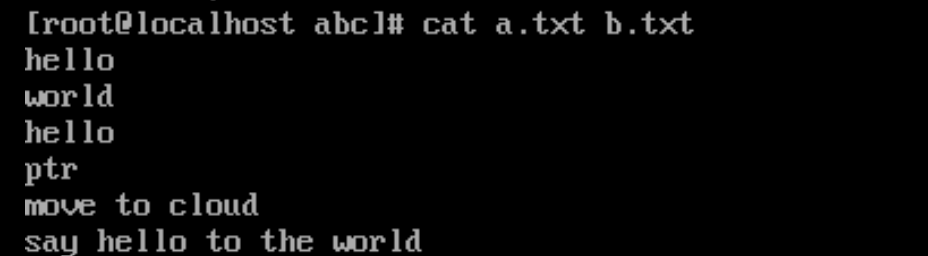 [root@localhost abc]# cat a.txt b.txt
hello
world
hello
ptr
move to cloud
say hello to the world